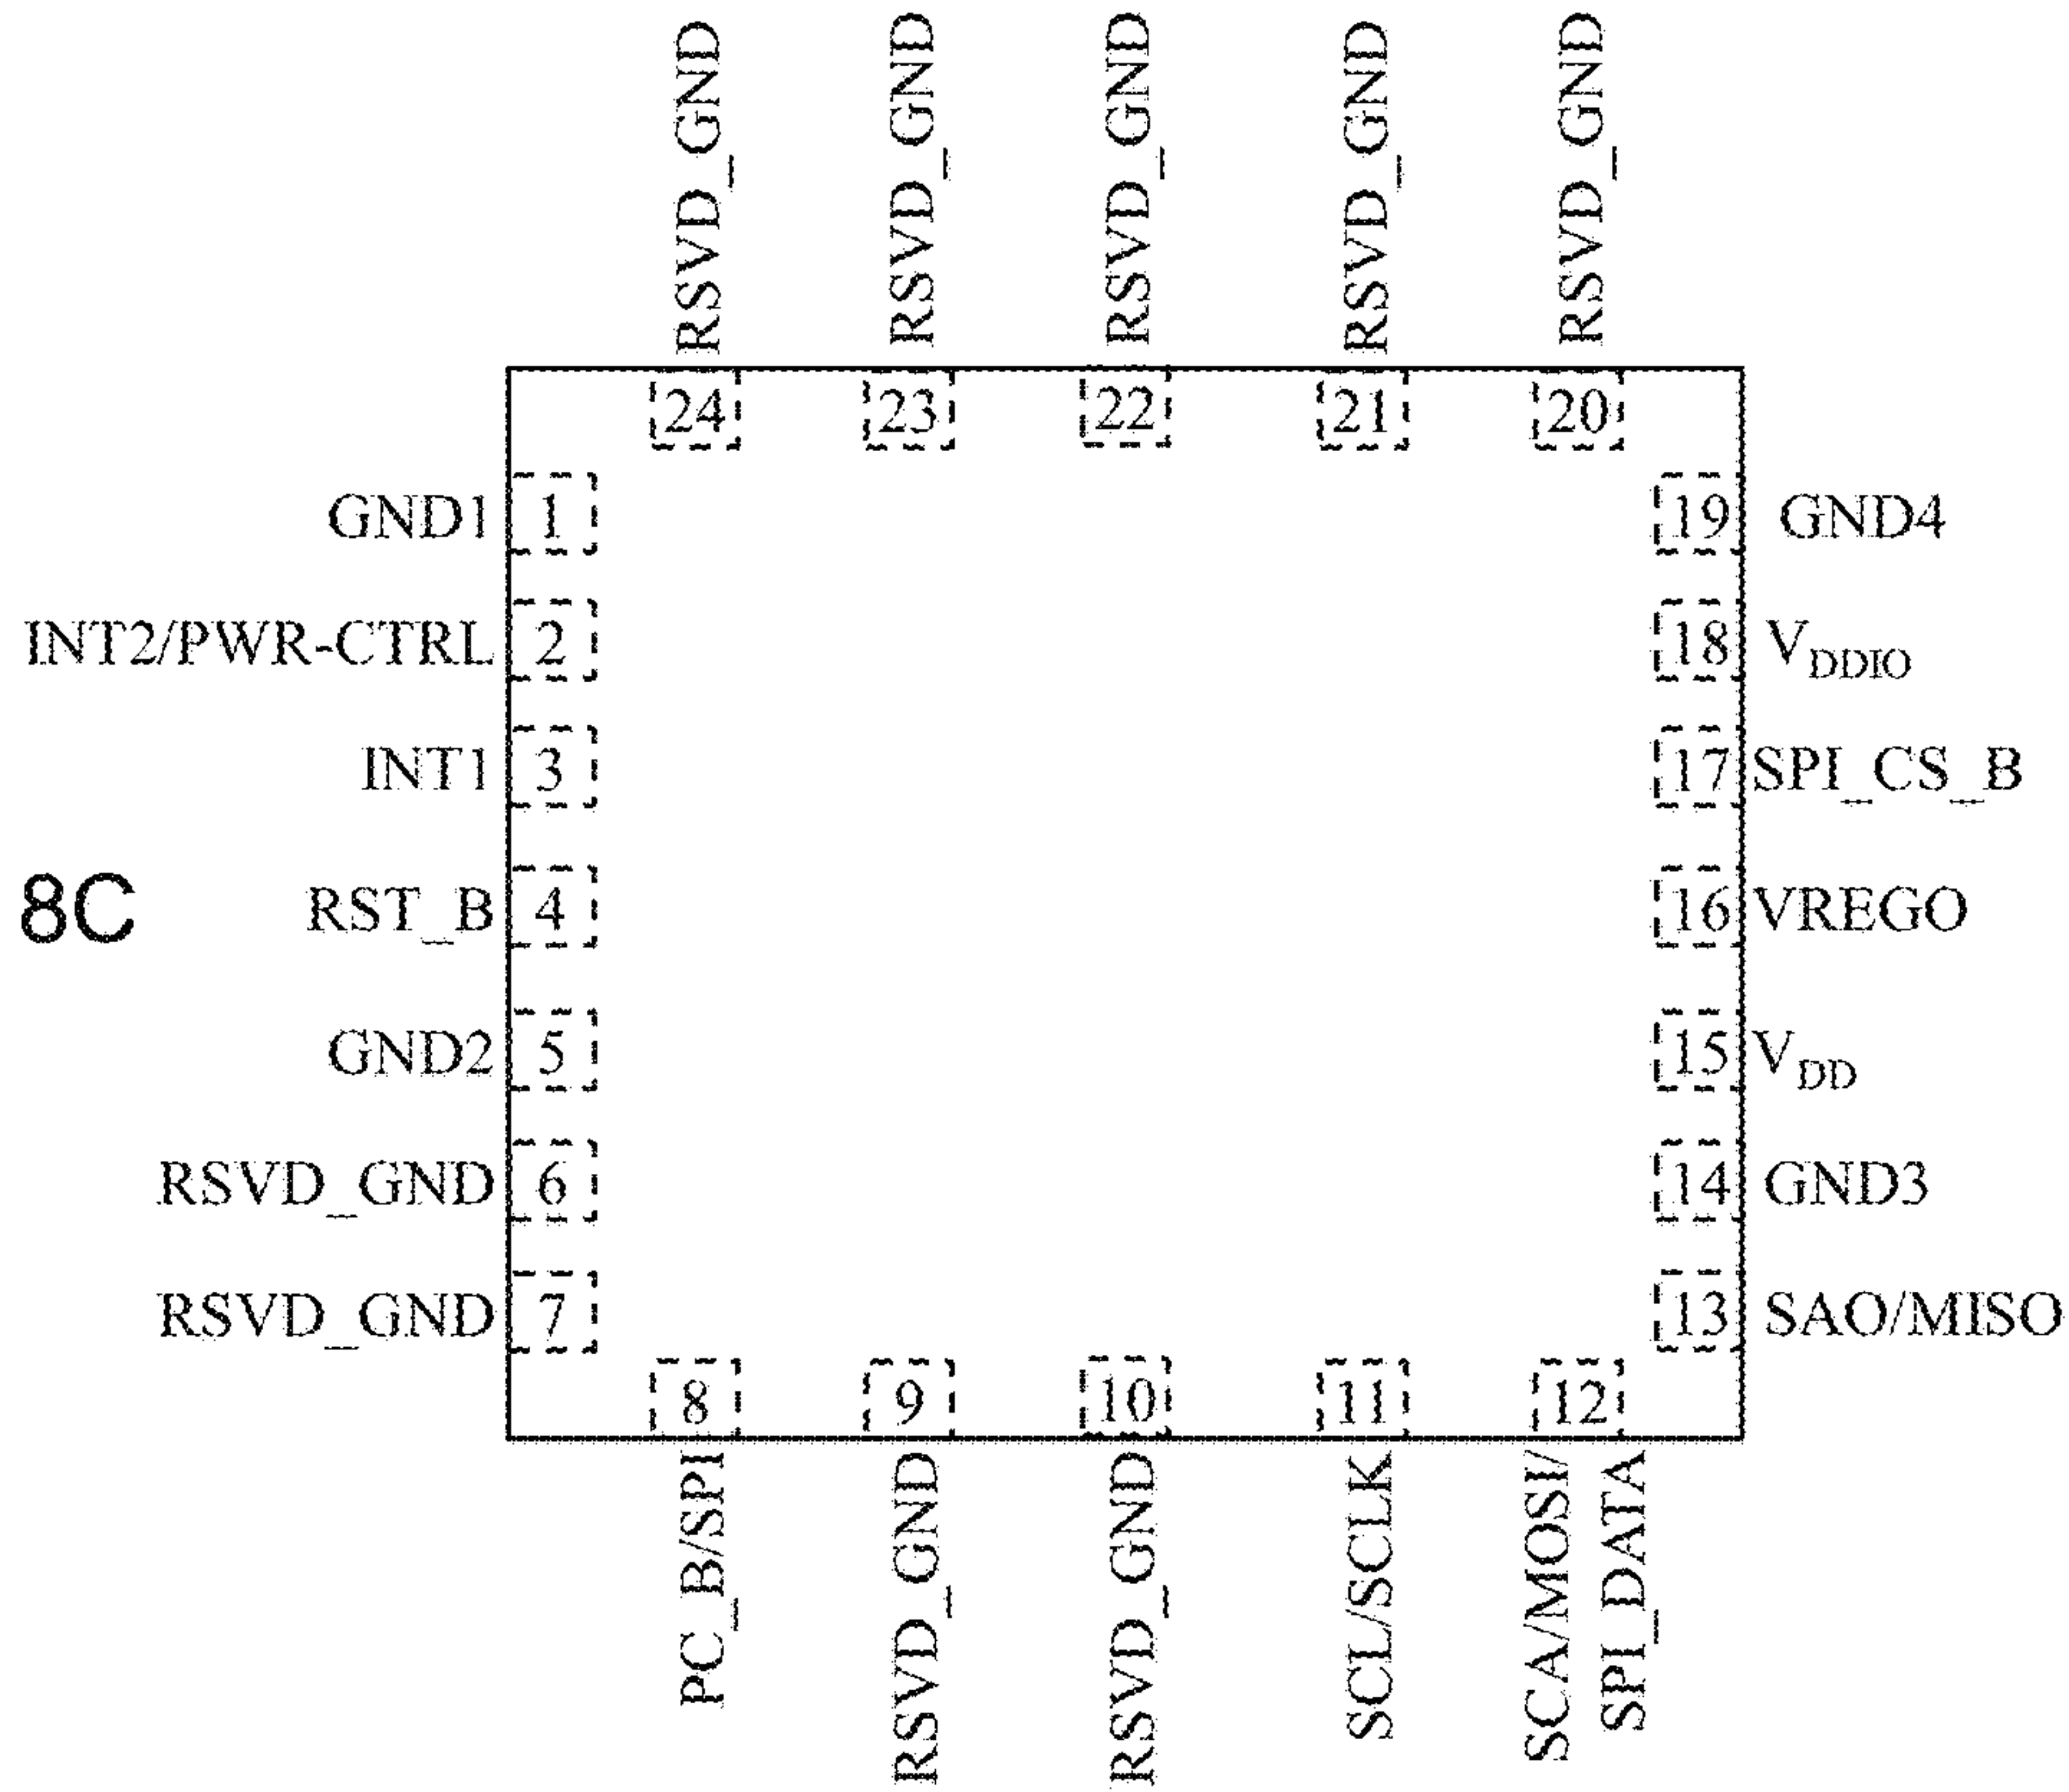 RSVD_GND RSVD_GND RSVD_GND RSVD_GND RSVD_GND
24 23 22 21 20
GND1 1 19 GND4
INT2/PWR-CTRL 2 18 VDDIO
INT1 3 17 SPI_CS_B
8C RST_B 4 16 VREGO
GND2 5 15 VDD
RSVD_GND 6 14 GND3
RSVD_GND 7 13 SAO/MISO
8 9 10 11 12
PC_B/SPI RSVD_GND RSVD_GND SCL/SCLK SCA/MOSI/
SPI_DATA